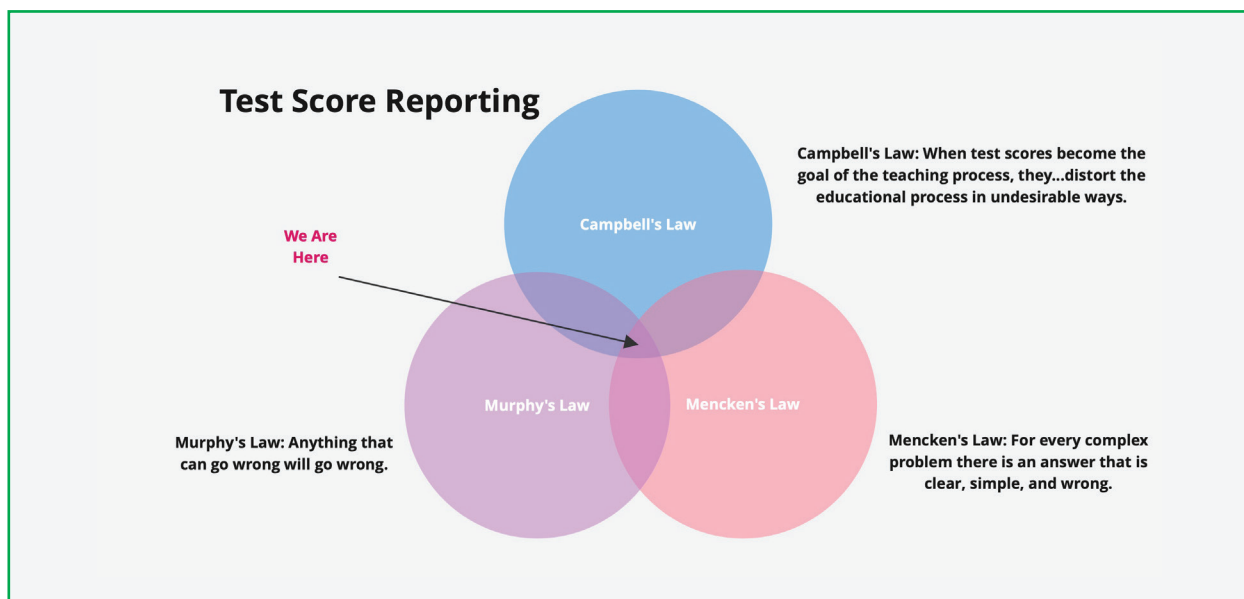 Test Score Reporting
Campbell's Law: When test scores become the
goal of the teaching process, they...distort the
educational process in undesirable ways.
Campbell's Law
We Are
Here
Murphy's Law
Mencken's Law
Murphy's Law: Anything that
can go wrong will go wrong.
Mencken's Law: For every complex
problem there is an answer that is
clear, simple, and wrong.